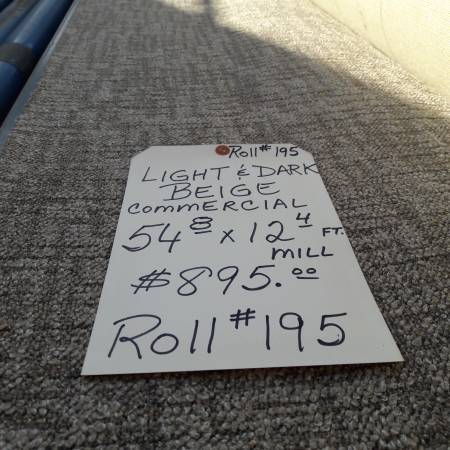 Roll# 195
LIGHT & DARK
BEIGE
COMMERCIAL
54 8 x 12 4 FT.
MILL
$895.00
Roll #195